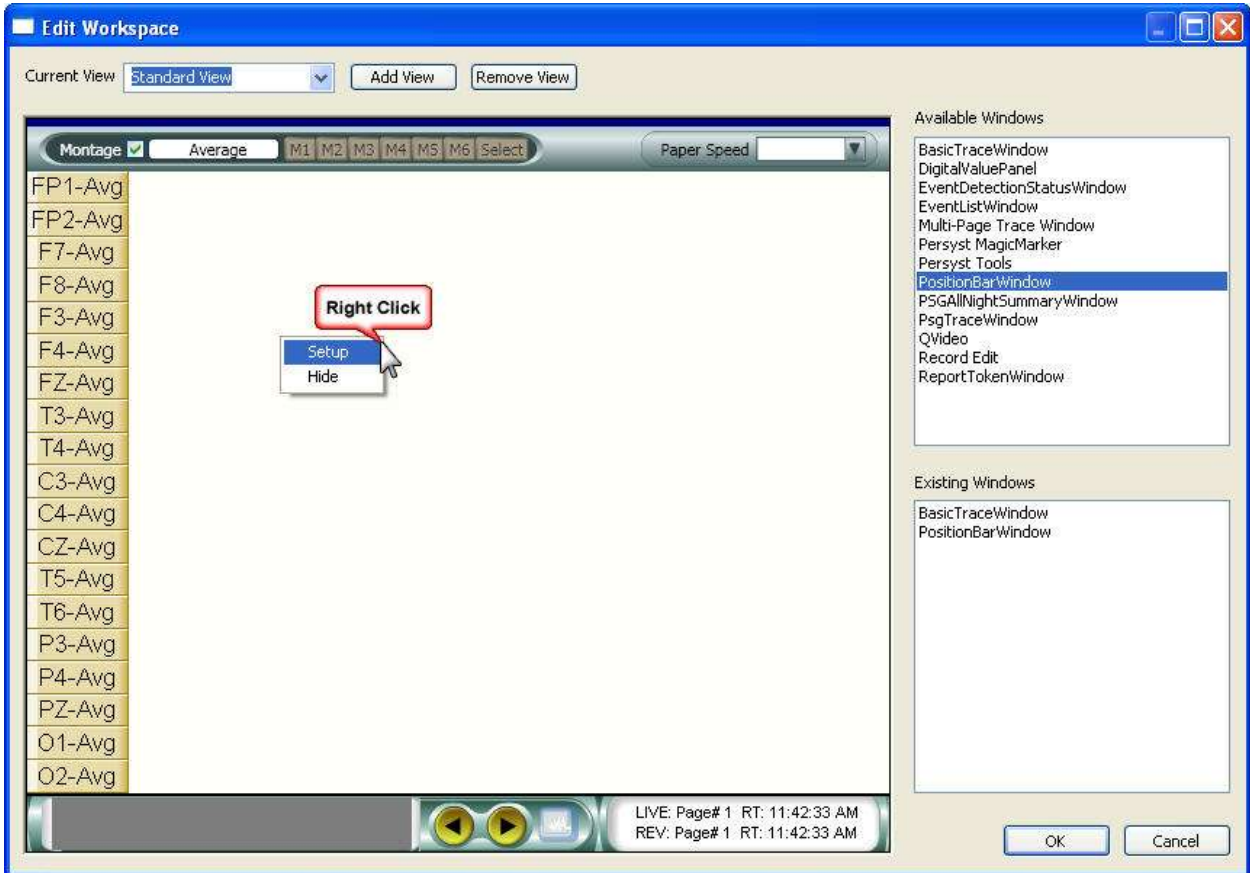 Edit Workspace
Current View Standard View Add View Remove View
Montage Average M1 M2 M3 M4 M5 M6 Select Paper Speed
FP1-Avg
FP2-Avg
F7-Avg
F8-Avg
F3-Avg
F4-Avg
FZ-Avg
T3-Avg
T4-Avg
C3-Avg
C4-Avg
CZ-Avg
T5-Avg
T6-Avg
P3-Avg
P4-Avg
PZ-Avg
O1-Avg
O2-Avg
Right Click
Setup
Hide
LIVE: Page# 1 RT: 11:42:33 AM
REV: Page# 1 RT: 11:42:33 AM
Available Windows
BasicTraceWindow
DigitalValuePanel
EventDetectionStatusWindow
EventListWindow
Multi-Page Trace Window
Persyst MagicMarker
Persyst Tools
PositionBarWindow
PSGAllNightSummaryWindow
PsgTraceWindow
QVideo
Record Edit
ReportTokenWindow
Existing Windows
BasicTraceWindow
PositionBarWindow
OK Cancel